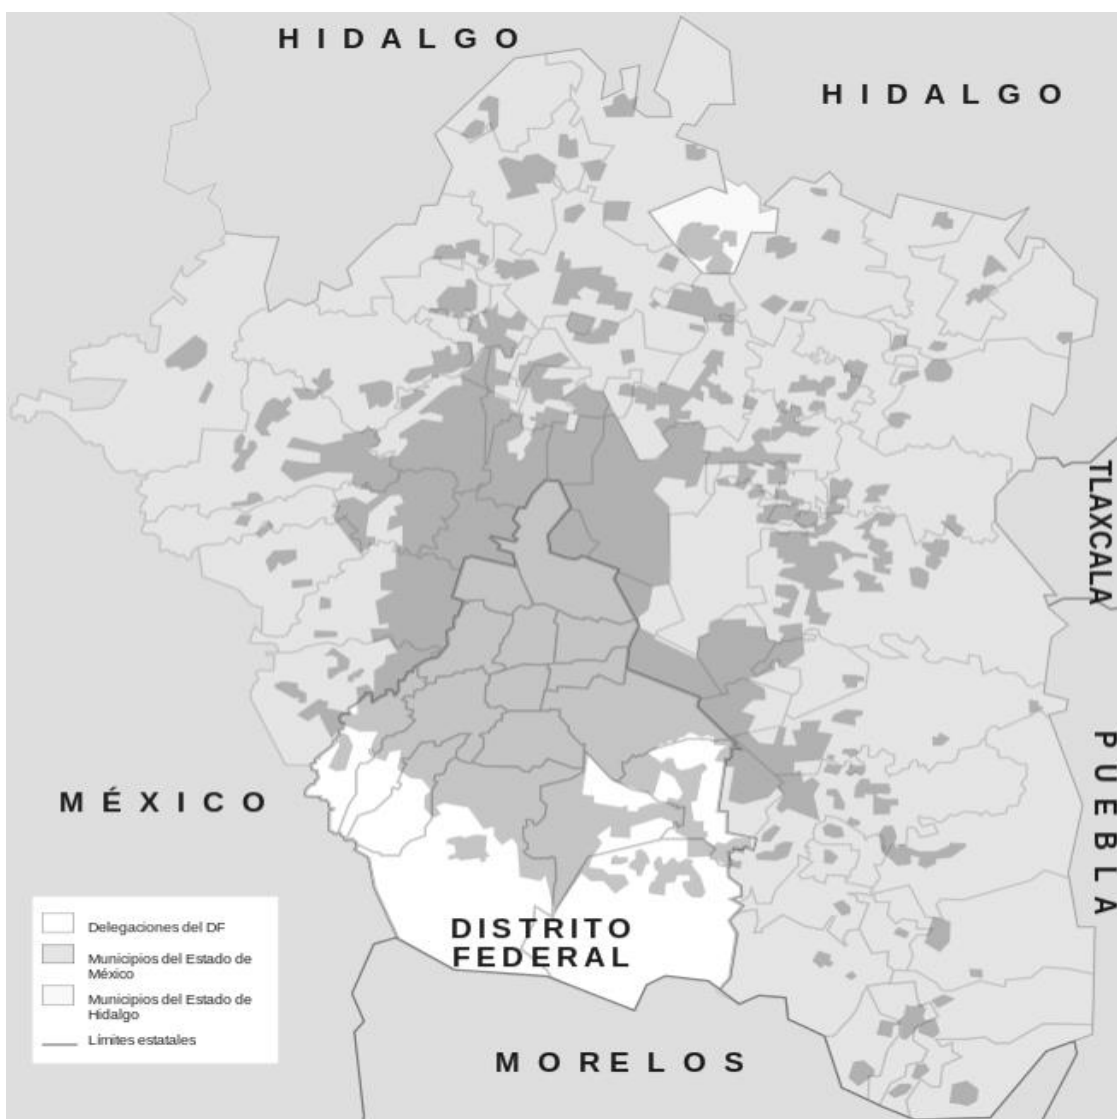 HIDALGO
HIDALGO
TLAXCALA
PUEBLA
MÉXICO
DISTRITO
FEDERAL
MORELOS
Delegaciones del DF
Municipios del Estado de
México
Municipios del Estado de
Hidalgo
Límites estatales